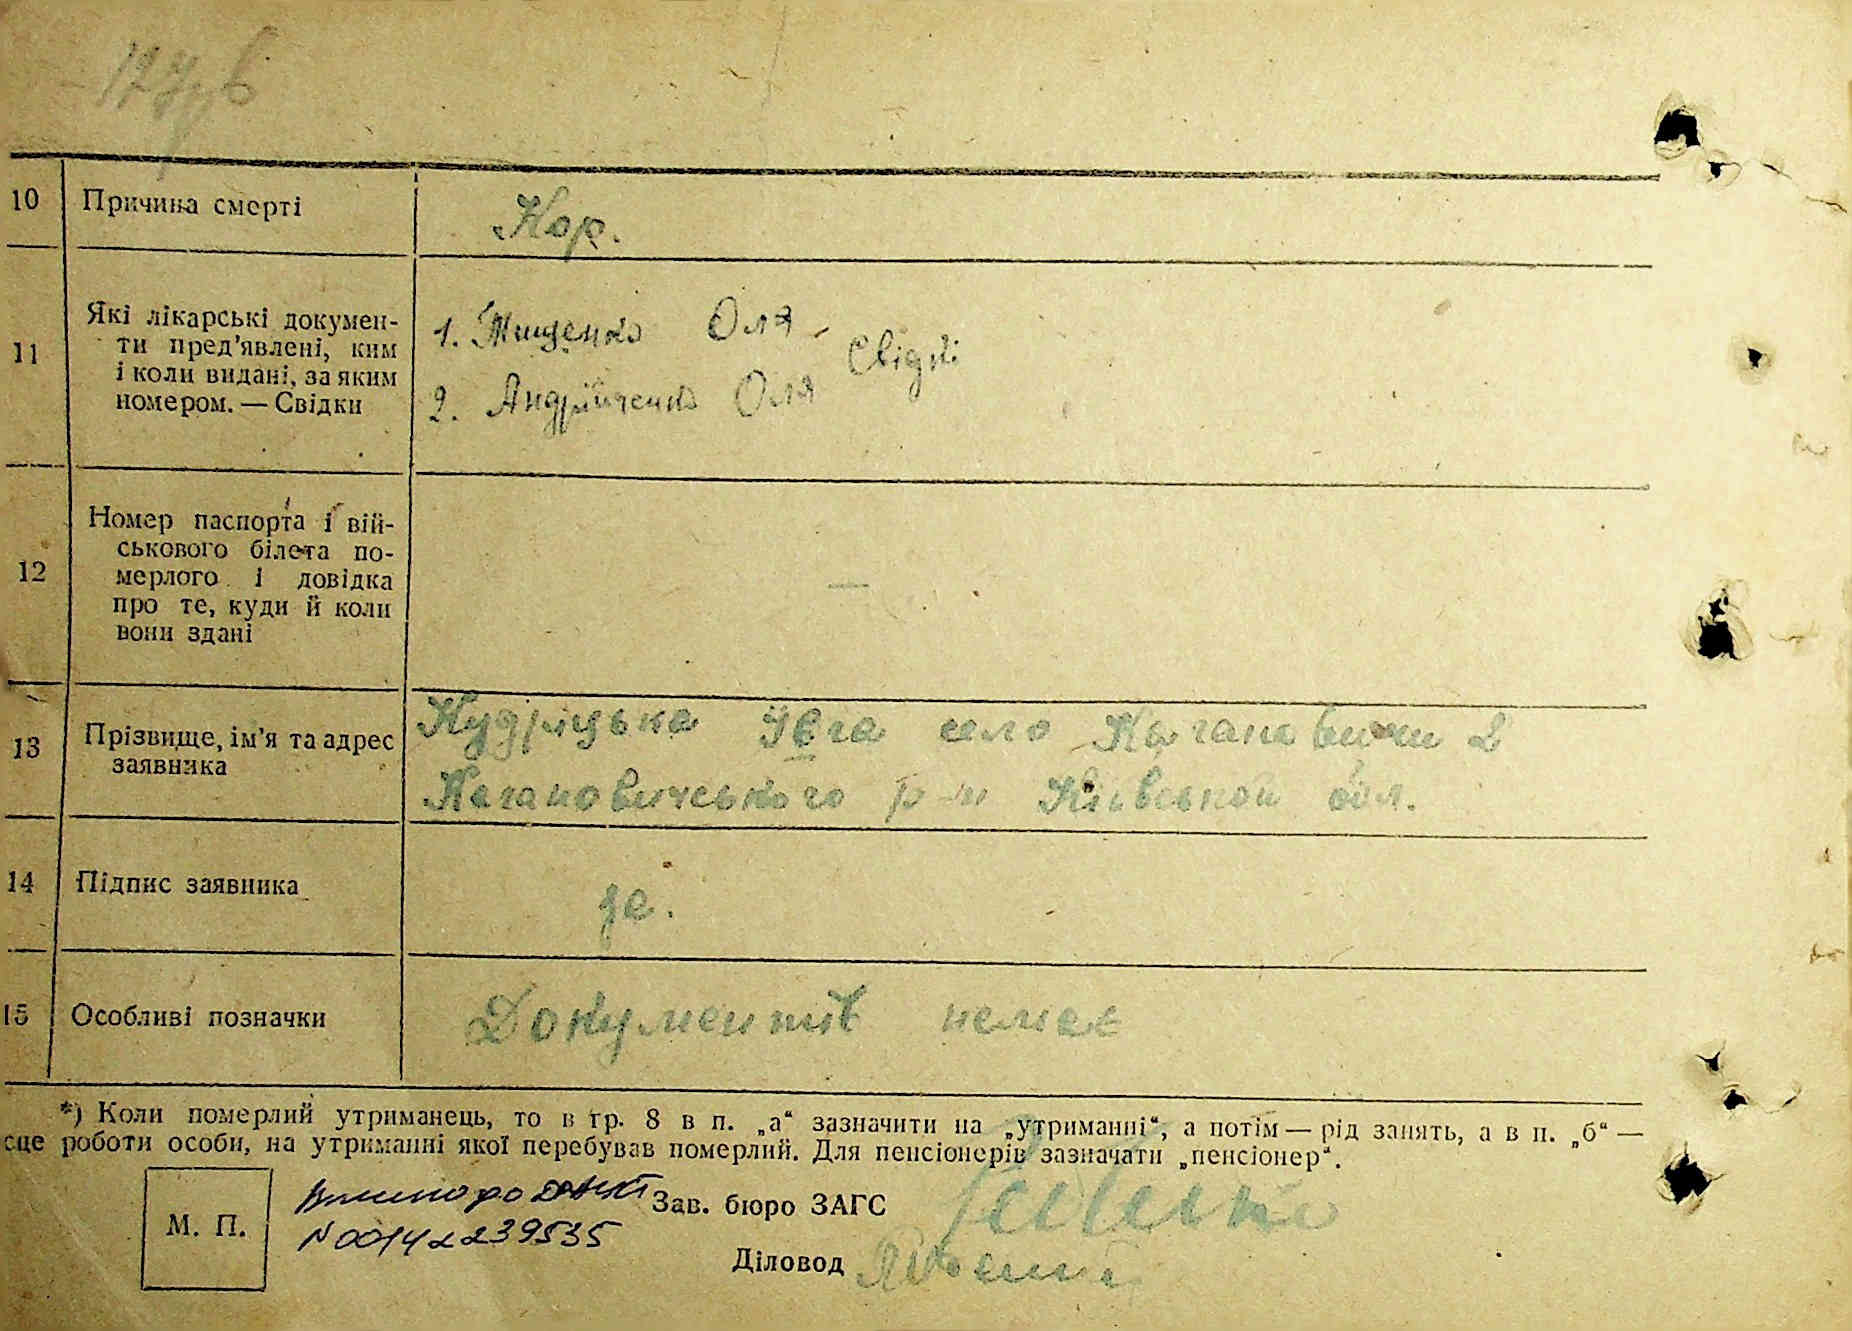 10 Причина смерті
Кор.
11 Які лікарські докумен-
ти пред'явлені, ким
і коли видані, за яким
номером. — Свідки
1. Тищенко Оля -
Свідкі
2. Андрійченко Оля
12 Номер паспорта і вій-
ськового білета по-
мерлого і довідка
про те, куди й коли
вони здані
—
13 Прізвище, ім'я та адрес
заявника
Кудрицька Ївга село Кагановичи 2
Кагановичського р-н Київської обл.
14 Підпис заявника
15 Особливі позначки
Документів немає
*) Коли померлий утриманець, то в гр. 8 в п. „а“ зазначити на „утриманні“, а потім — рід занять, а в п. „б“ —
сце роботи особи, на утриманні якої перебував померлий. Для пенсіонерів зазначати „пенсіонер“.
М. П.
Зав. бюро ЗАГС
N00142239535
Діловод